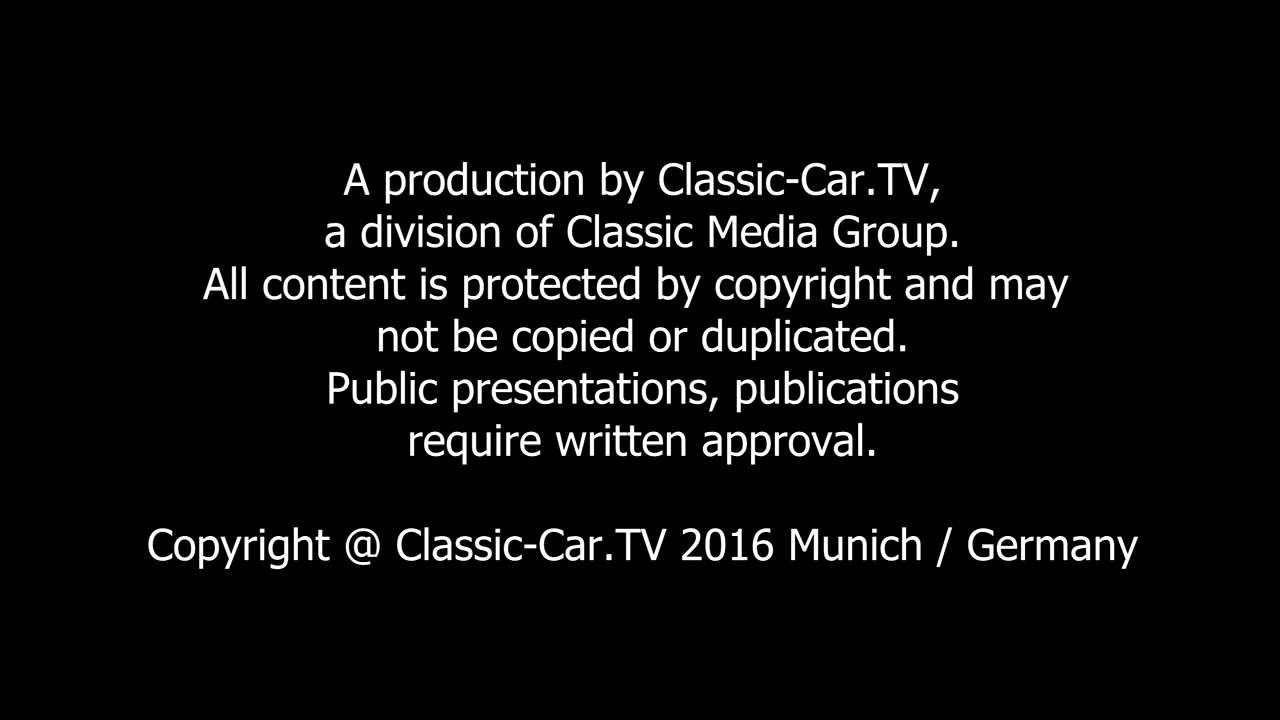 A production by Classic-Car.TV,
a division of Classic Media Group.
All content is protected by copyright and may
not be copied or duplicated.
Public presentations, publications
require written approval.
Copyright @ Classic-Car.TV 2016 Munich / Germany